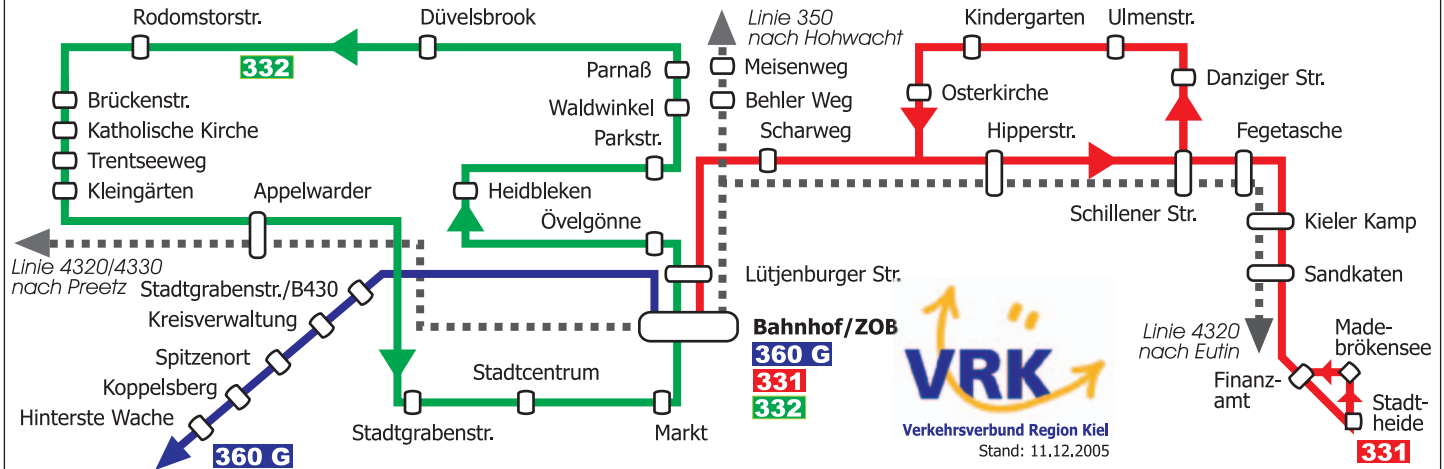 Rodomstorstr.
Düvelsbrook
332
Brückenstr.
Katholische Kirche
Trentseeweg
Kleingärten
Appelwarder
Parnaß
Waldwinkel
Parkstr.
Heidbleken
Övelgönne
Linie 350
nach Hohwacht
Meisenweg
Behler Weg
Scharweg
Kindergarten
Ulmenstr.
Osterkirche
Danziger Str.
Hipperstr.
Fegetasche
Schillener Str.
Kieler Kamp
Sandkaten
Linie 4320/4330
nach Preetz
Stadtgrabenstr./B430
Kreisverwaltung
Spitzenort
Koppelsberg
Hinterste Wache
360 G
Stadtgrabenstr.
Stadtcentrum
Markt
Lütjenburger Str.
Bahnhof/ZOB
360 G
331
332
VRK
Verkehrsverbund Region Kiel
Stand: 11.12.2005
Linie 4320
nach Eutin
Made-
brökensee
Finanz-
amt
Stadt-
heide
331